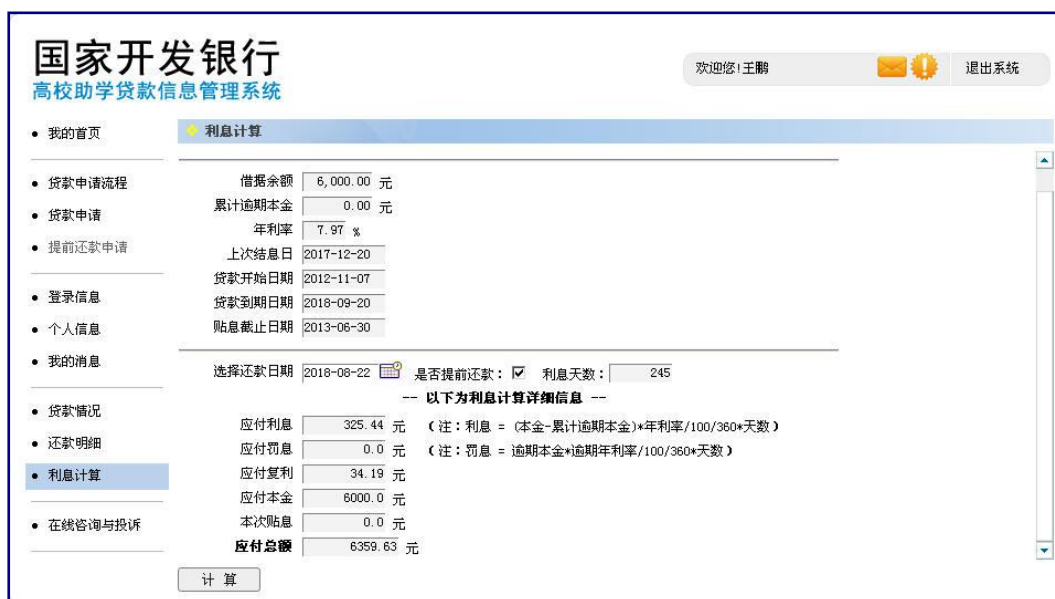 国家开发银行
高校助学贷款信息管理系统
欢迎您!王鹏 退出系统
我的首页
贷款申请流程
贷款申请
提前还款申请
登录信息
个人信息
我的消息
贷款情况
还款明细
利息计算
在线咨询与投诉
利息计算
借据余额 6,000.00 元
累计逾期本金 0.00 元
年利率 7.97 %
上次结息日 2017-12-20
贷款开始日期 2012-11-07
贷款到期日期 2018-09-20
贴息截止日期 2013-06-30
选择还款日期 2018-08-22 是否提前还款: 利息天数: 245
-- 以下为利息计算详细信息 --
应付利息 325.44 元 (注:利息 = (本金-累计逾期本金)*年利率/100/360*天数)
应付罚息 0.0 元 (注:罚息 = 逾期本金*逾期年利率/100/360*天数)
应付复利 34.19 元
应付本金 6000.0 元
本次贴息 0.0 元
应付总额 6359.63 元
计 算